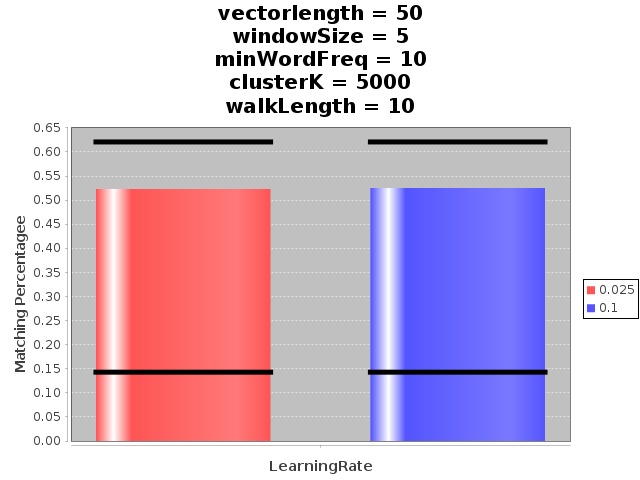 vectorlength = 50
windowSize = 5
minWordFreq = 10
clusterK = 5000
walkLength = 10
0.65
0.60
0.55
0.50
0.45
0.40
0.35
0.30
0.25
0.20
0.15
0.10
0.05
0.00
Matching Percentagee
LearningRate
0.025
0.1